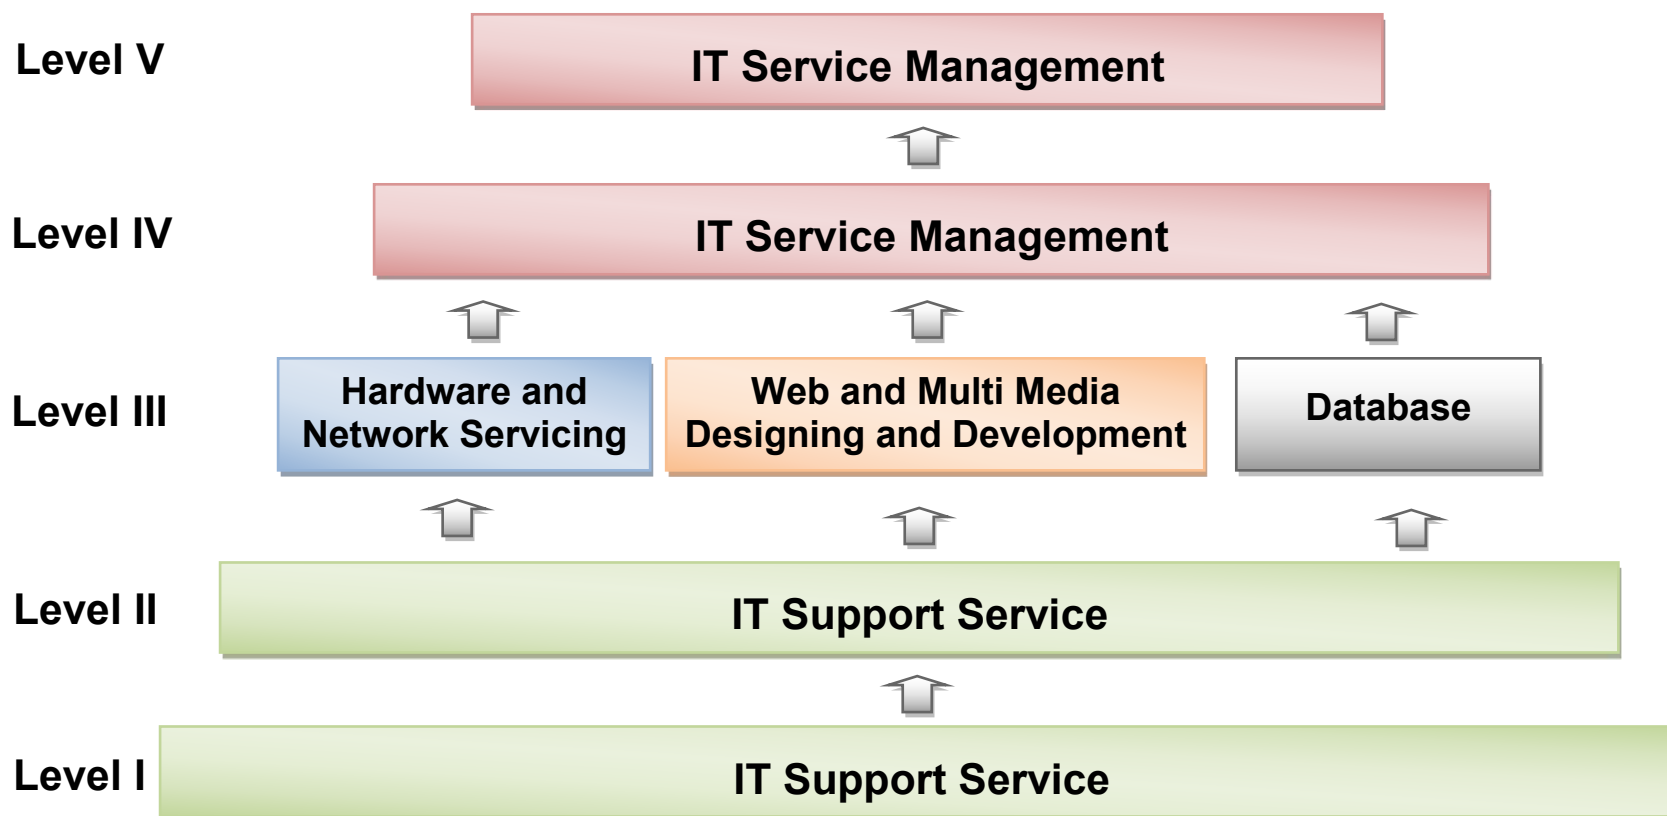 Level V
IT Service Management
Level IV
IT Service Management
Level III
Hardware and
Network Servicing
Web and Multi Media
Designing and Development
Database
Level II
IT Support Service
Level I
IT Support Service